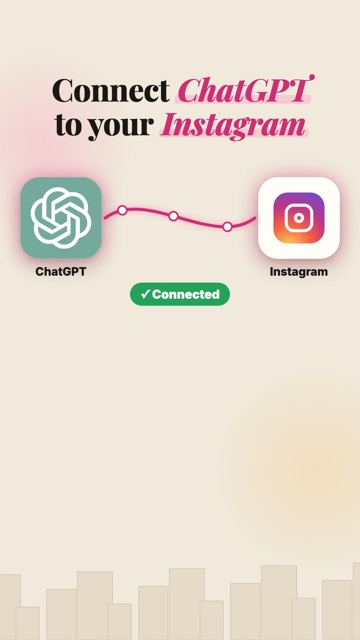 Connect ChatGPT
to your Instagram
ChatGPT
Instagram
✓Connected